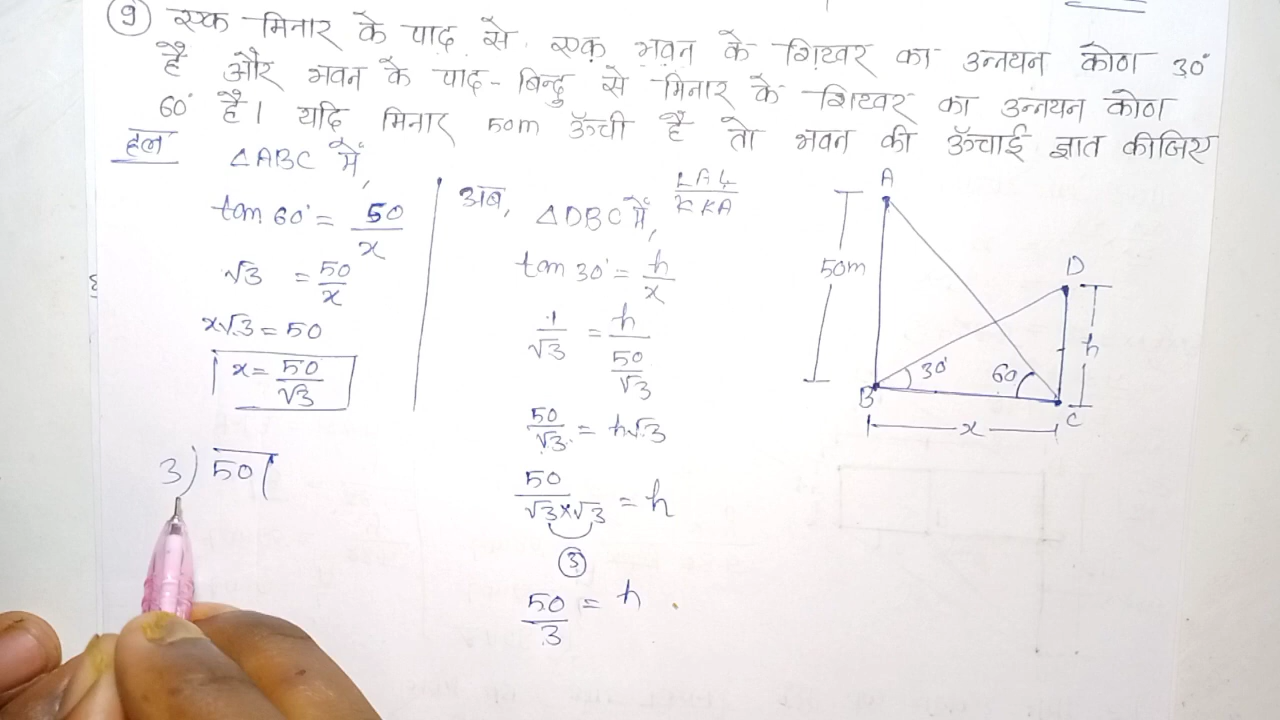 9 एक मिनार के पाद से एक भवन के शिखर का उन्नयन कोण 30°
है और भवन के पाद-बिन्दु से मिनार के शिखर का उन्नयन कोण
60° है। यदि मिनार 50m ऊँची है तो भवन की ऊँचाई ज्ञात कीजिए
हल
△ABC में,
tan 60° = 50/x
√3 = 50/x
x√3 = 50
x = 50/√3
3) 50 (
अब, △DBC में,
LAL/KKA
tan 30° = h/x
1/√3 = h/(50/√3)
50/√3 = h√3
50/(√3×√3) = h
3
50/3 = h
A
50m
D
h
30°
60
B
C
x